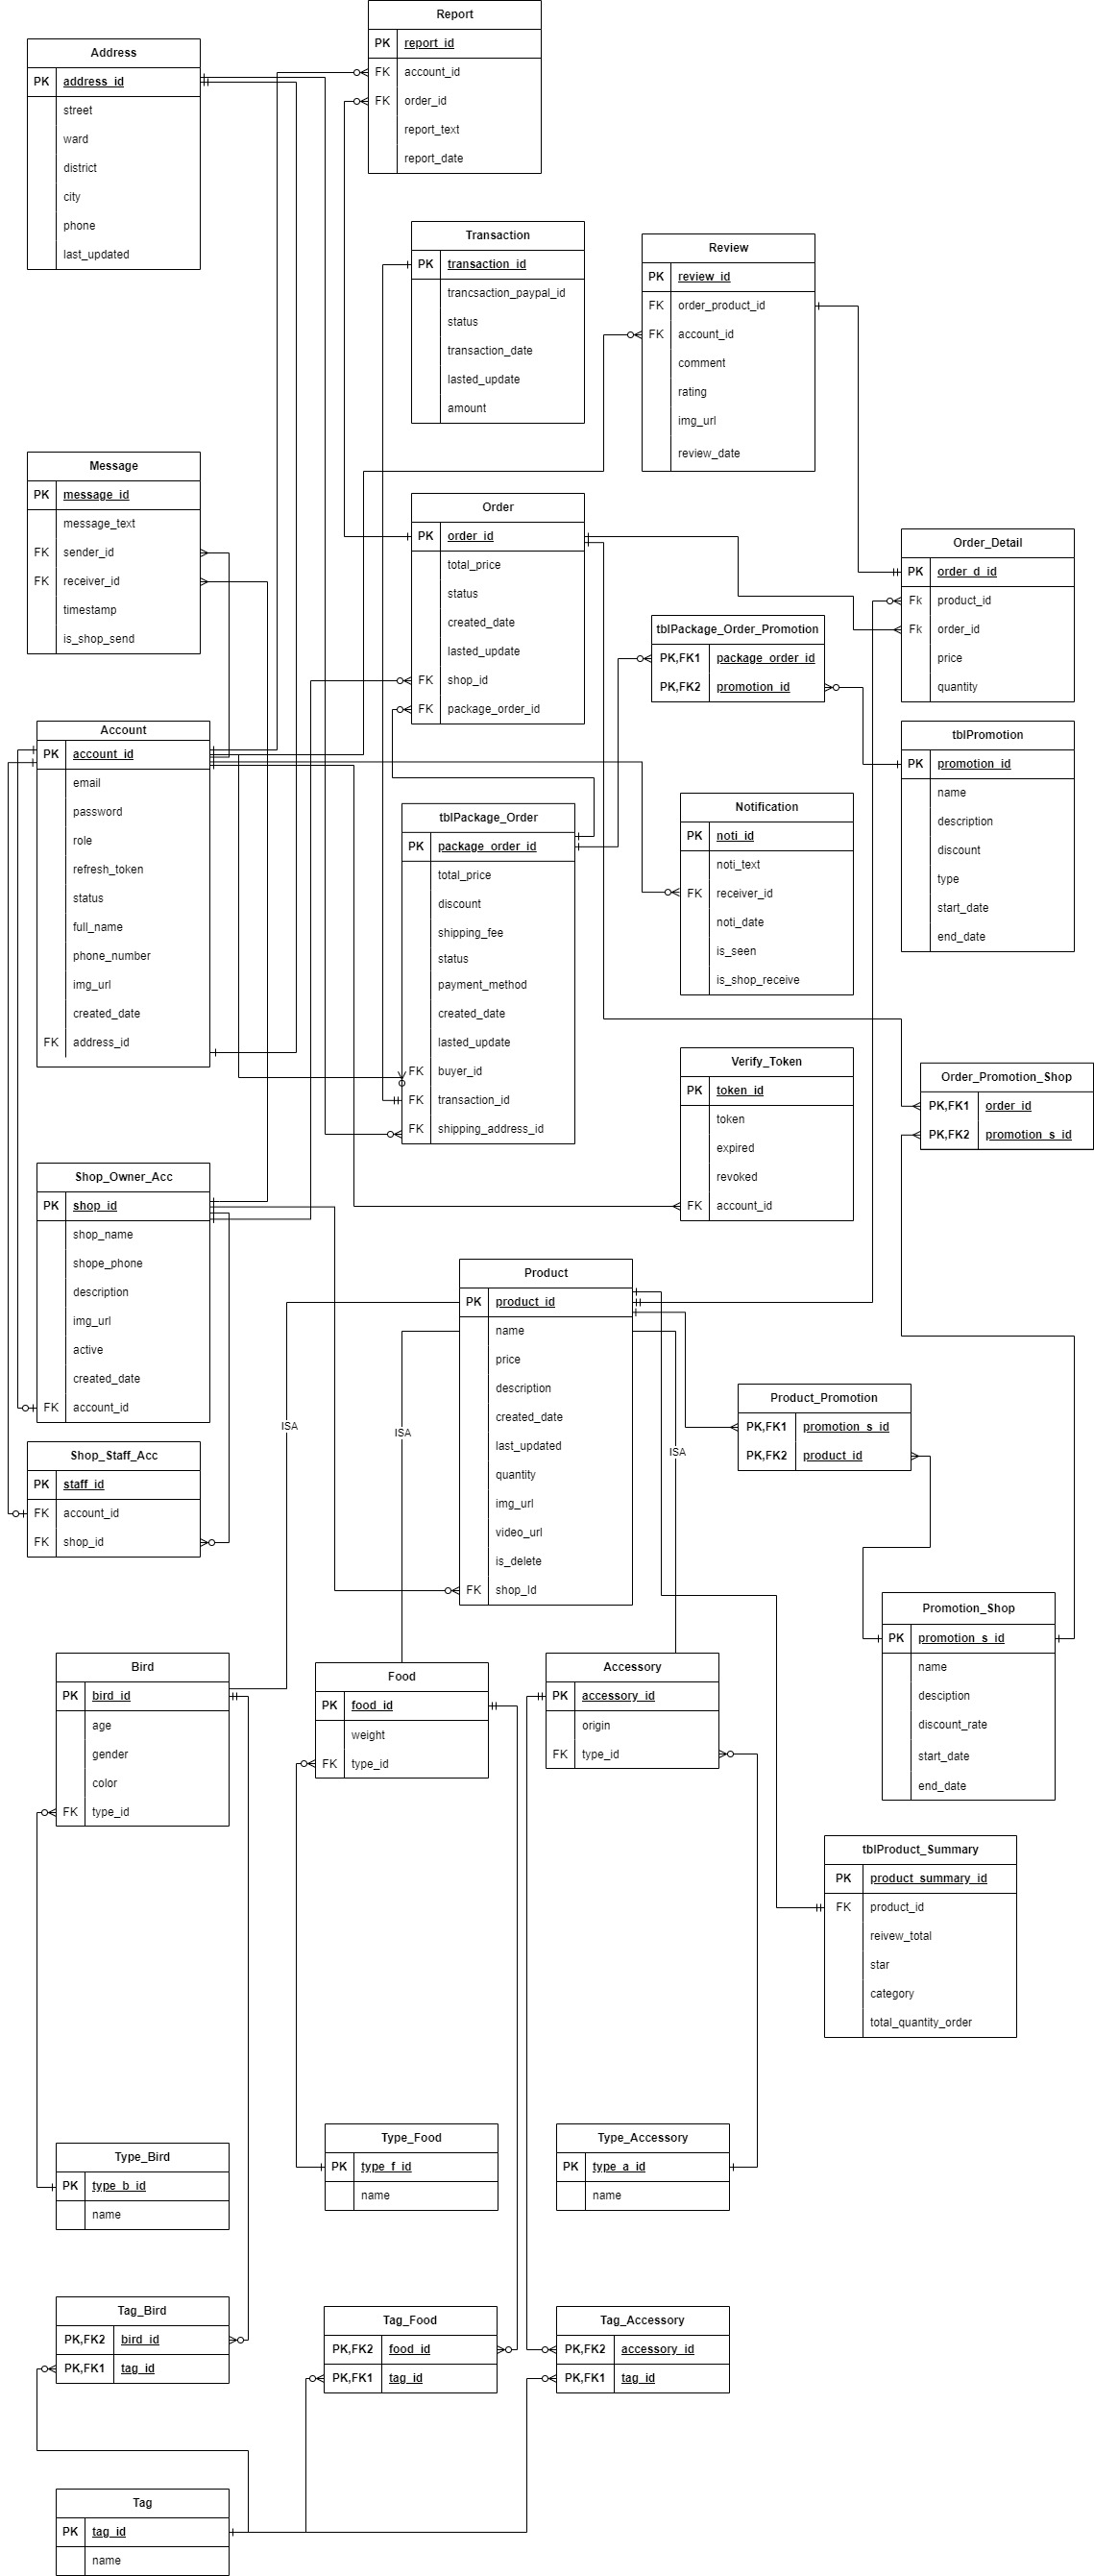 Report
PK report_id
FK account_id
FK order_id
report_text
report_date
Address
PK address_id
street
ward
district
city
phone
last_updated
Transaction
PK transaction_id
trancsaction_paypal_id
status
transaction_date
lasted_update
amount
Review
PK review_id
FK order_product_id
FK account_id
comment
rating
img_url
review_date
Message
PK message_id
message_text
FK sender_id
FK receiver_id
timestamp
is_shop_send
Order
PK order_id
total_price
status
created_date
lasted_update
FK shop_id
FK package_order_id
Order_Detail
PK order_d_id
Fk product_id
Fk order_id
price
quantity
tblPackage_Order_Promotion
PK,FK1 package_order_id
PK,FK2 promotion_id
Account
PK account_id
email
password
role
refresh_token
status
full_name
phone_number
img_url
created_date
FK address_id
tblPromotion
PK promotion_id
name
description
discount
type
start_date
end_date
tblPackage_Order
PK package_order_id
total_price
discount
shipping_fee
status
payment_method
created_date
lasted_update
FK buyer_id
FK transaction_id
FK shipping_address_id
Notification
PK noti_id
noti_text
FK receiver_id
noti_date
is_seen
is_shop_receive
Verify_Token
PK token_id
token
expired
revoked
FK account_id
Order_Promotion_Shop
PK,FK1 order_id
PK,FK2 promotion_s_id
Shop_Owner_Acc
PK shop_id
shop_name
shope_phone
description
img_url
active
created_date
FK account_id
Shop_Staff_Acc
PK staff_id
FK account_id
FK shop_id
Product
PK product_id
name
price
description
created_date
last_updated
quantity
img_url
video_url
is_delete
FK shop_Id
ISA
ISA
ISA
Product_Promotion
PK,FK1 promotion_s_id
PK,FK2 product_id
Promotion_Shop
PK promotion_s_id
name
desciption
discount_rate
start_date
end_date
Bird
PK bird_id
age
gender
color
FK type_id
Food
PK food_id
weight
FK type_id
Accessory
PK accessory_id
origin
FK type_id
tblProduct_Summary
PK product_summary_id
FK product_id
reivew_total
star
category
total_quantity_order
Type_Bird
PK type_b_id
name
Type_Food
PK type_f_id
name
Type_Accessory
PK type_a_id
name
Tag_Bird
PK,FK2 bird_id
PK,FK1 tag_id
Tag_Food
PK,FK2 food_id
PK,FK1 tag_id
Tag_Accessory
PK,FK2 accessory_id
PK,FK1 tag_id
Tag
PK tag_id
name